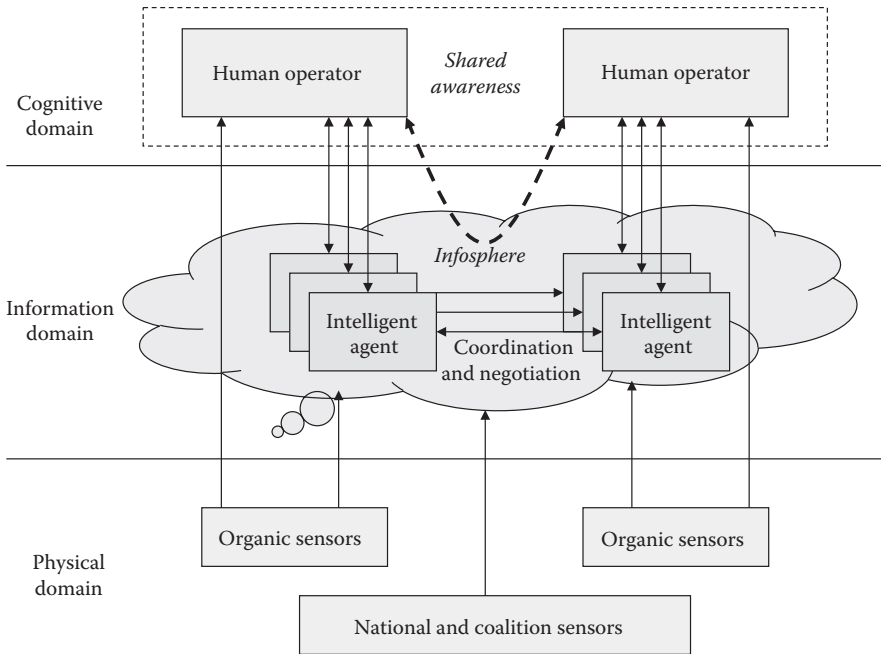 Human operator
Shared
awareness
Human operator
Cognitive
domain
Infosphere
Information
domain
Intelligent
agent
Intelligent
agent
Coordination
and negotiation
Organic sensors
Organic sensors
Physical
domain
National and coalition sensors